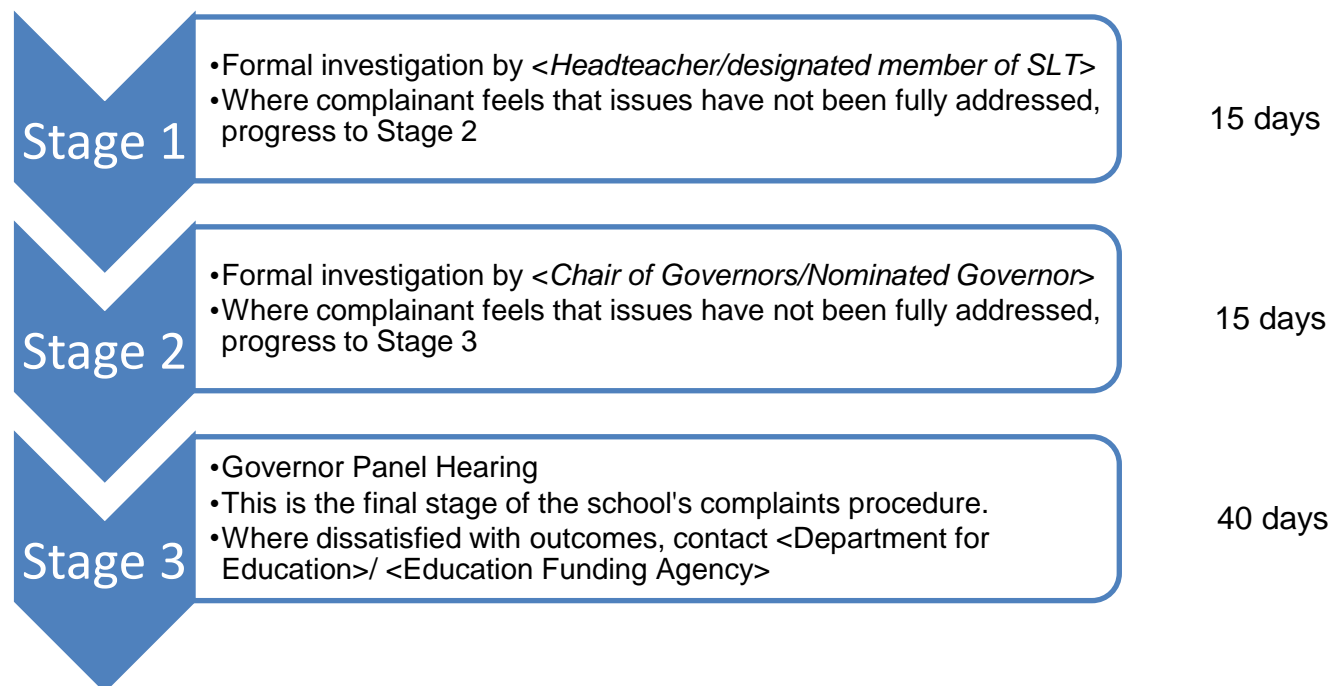 Stage 1
•Formal investigation by <Headteacher/designated member of SLT>
•Where complainant feels that issues have not been fully addressed,
progress to Stage 2
15 days
Stage 2
•Formal investigation by <Chair of Governors/Nominated Governor>
•Where complainant feels that issues have not been fully addressed,
progress to Stage 3
15 days
Stage 3
•Governor Panel Hearing
•This is the final stage of the school's complaints procedure.
•Where dissatisfied with outcomes, contact <Department for
Education>/ <Education Funding Agency>
40 days